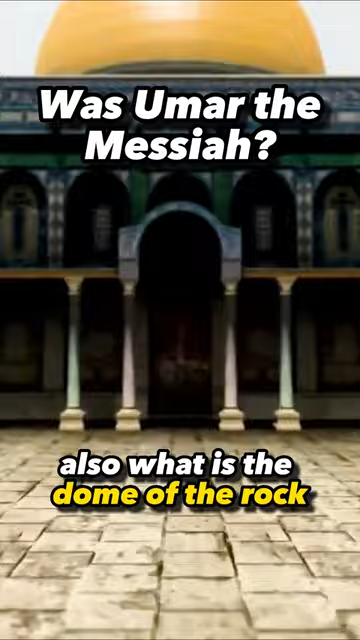 Was Umar the
Messiah?
also what is the
dome of the rock